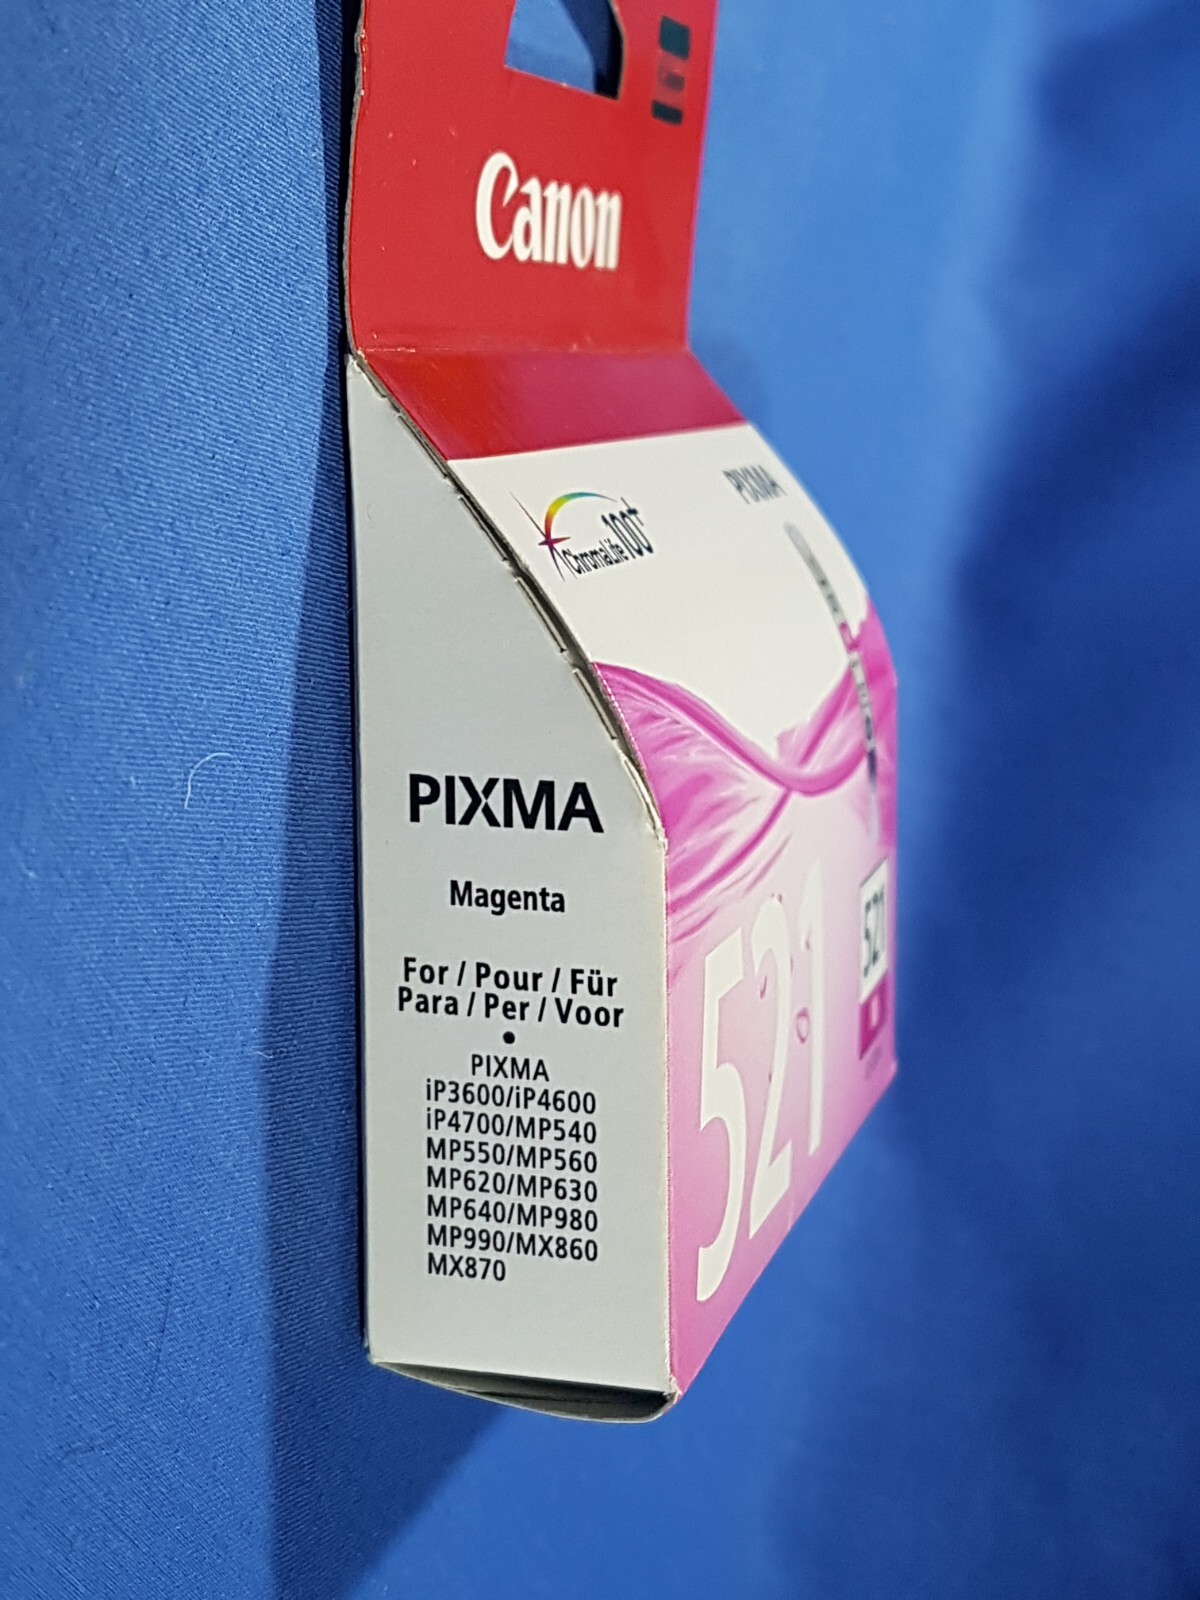 Canon
PIXMA
ChromaLife100+
521
521
PIXMA
Magenta
For / Pour / Für
Para / Per / Voor
•
PIXMA
iP3600/iP4600
iP4700/MP540
MP550/MP560
MP620/MP630
MP640/MP980
MP990/MX860
MX870